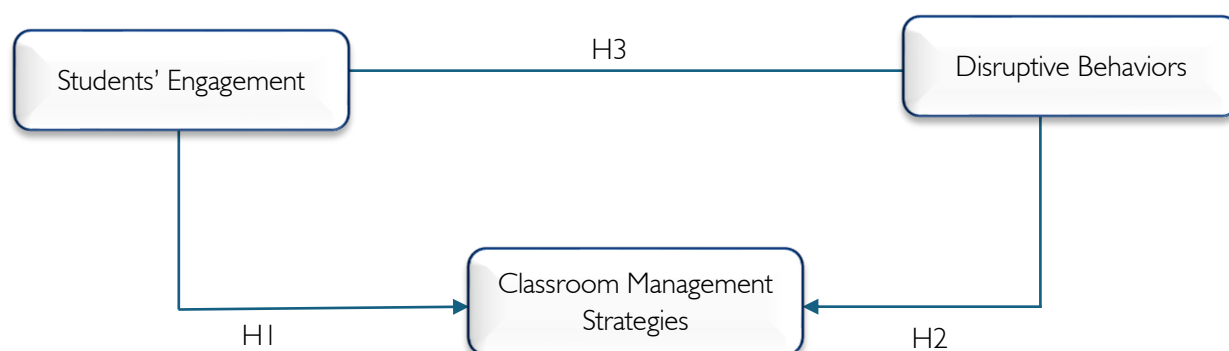 H3
Students’ Engagement
Disruptive Behaviors
Classroom Management
Strategies
H1
H2